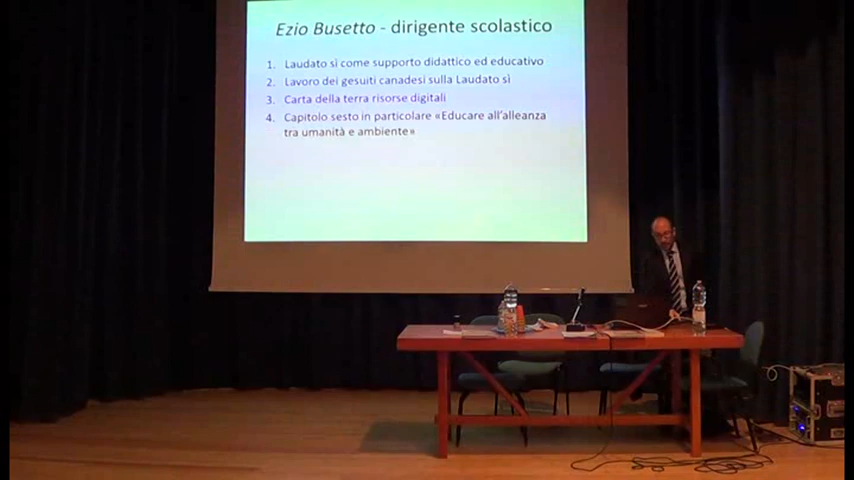 Ezio Busetto - dirigente scolastico
1. Laudato sì come supporto didattico ed educativo
2. Lavoro dei gesuiti canadesi sulla Laudato sì
3. Carta della terra risorse digitali
4. Capitolo sesto in particolare «Educare all'alleanza
tra umanità e ambiente»